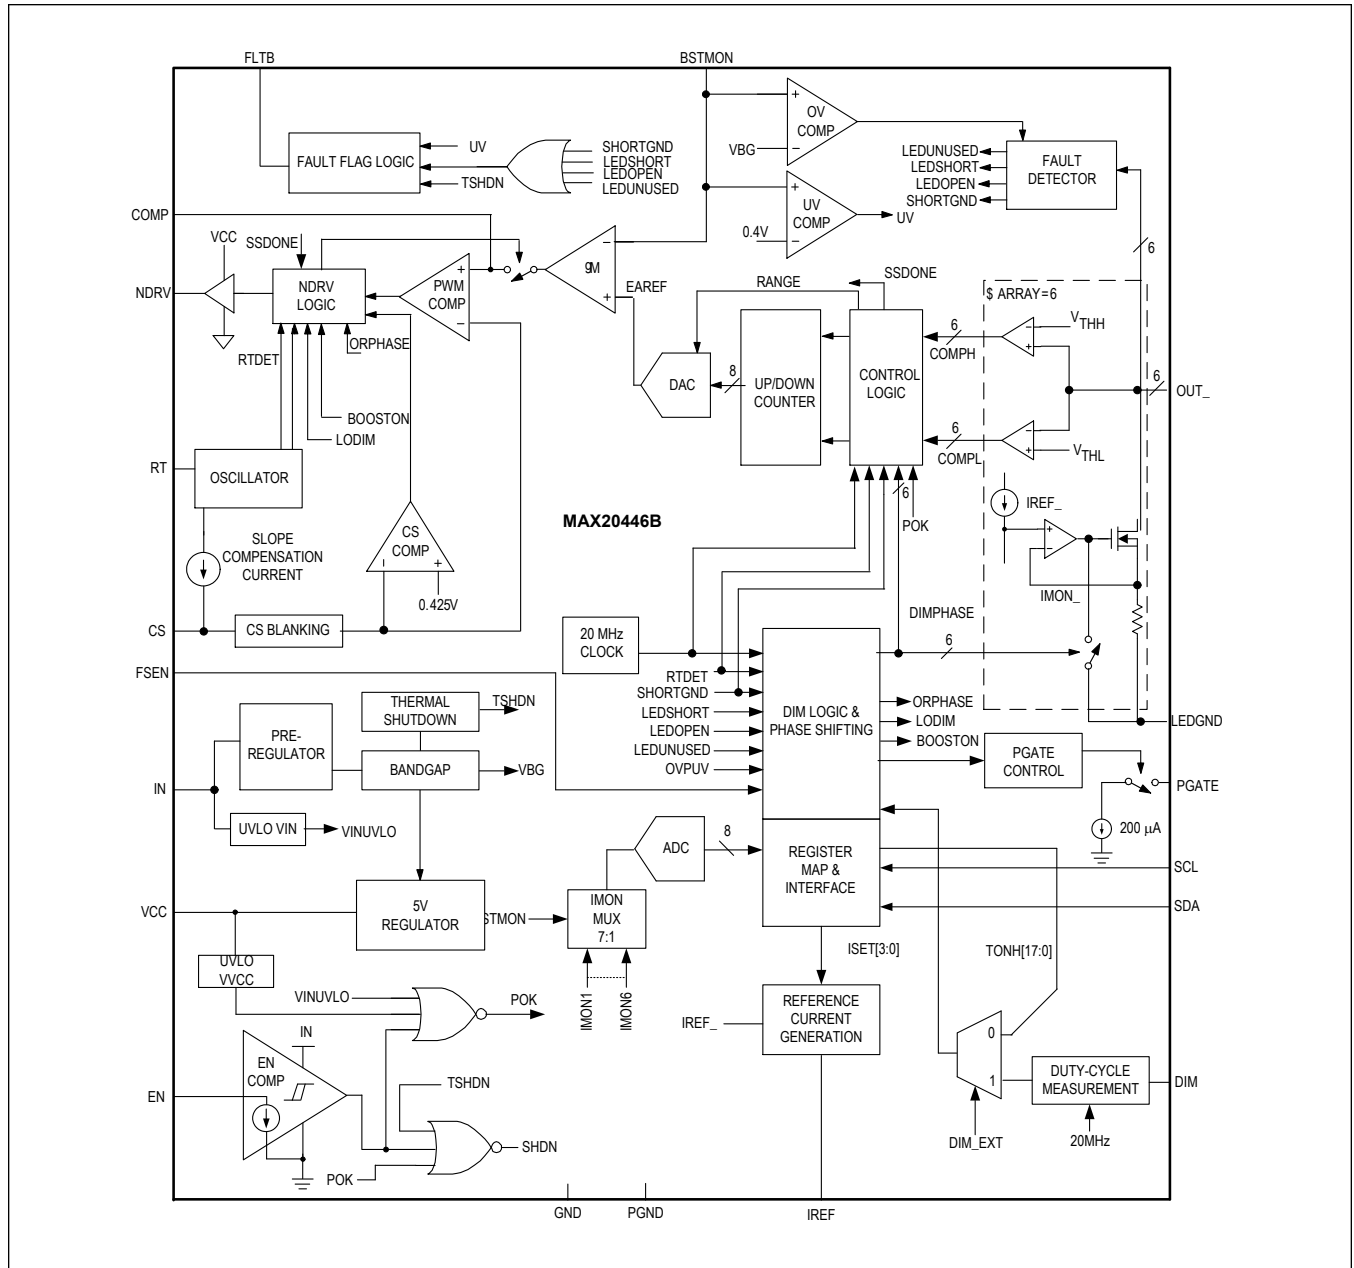 FLTB
BSTMON
+
OV
COMP
VBG
−
FAULT FLAG LOGIC
UV
TSHDN
SHORTGND
LEDSHORT
LEDOPEN
LEDUNUSED
LEDUNUSED
LEDSHORT
LEDOPEN
SHORTGND
FAULT
DETECTOR
+
UV
COMP
0.4V
−
UV
6
COMP
VCC
SSDONE
NDRV
NDRV
LOGIC
+
PWM
COMP
−
gM
−
+
EAREF
RTDET
ORPHASE
BOOSTON
LODIM
RANGE
SSDONE
DAC
8
UP/DOWN
COUNTER
CONTROL
LOGIC
6
COMPH
6
COMPL
$ ARRAY=6
−
+
VTHH
−
+
VTHL
6
OUT_
RT
OSCILLATOR
SLOPE
COMPENSATION
CURRENT
CS
COMP
−
+
0.425V
MAX20446B
6
POK
IREF_
+
−
IMON_
CS
CS BLANKING
20 MHz
CLOCK
DIMPHASE
6
FSEN
RTDET
SHORTGND
LEDSHORT
LEDOPEN
LEDUNUSED
OVPUV
DIM LOGIC &
PHASE SHIFTING
ORPHASE
LODIM
BOOSTON
LEDGND
THERMAL
SHUTDOWN
TSHDN
PRE-
REGULATOR
BANDGAP
VBG
IN
UVLO VIN
VINUVLO
PGATE
CONTROL
PGATE
200 µA
ADC
8
REGISTER
MAP &
INTERFACE
SCL
SDA
VCC
5V
REGULATOR
STMON
IMON
MUX
7:1
IMON1
IMON6
UVLO
VVCC
ISET[3:0]
TONH[17:0]
VINUVLO
POK
IREF_
REFERENCE
CURRENT
GENERATION
IN
EN
COMP
EN
TSHDN
POK
SHDN
0
1
DUTY-CYCLE
MEASUREMENT
DIM
DIM_EXT
20MHz
GND
PGND
IREF